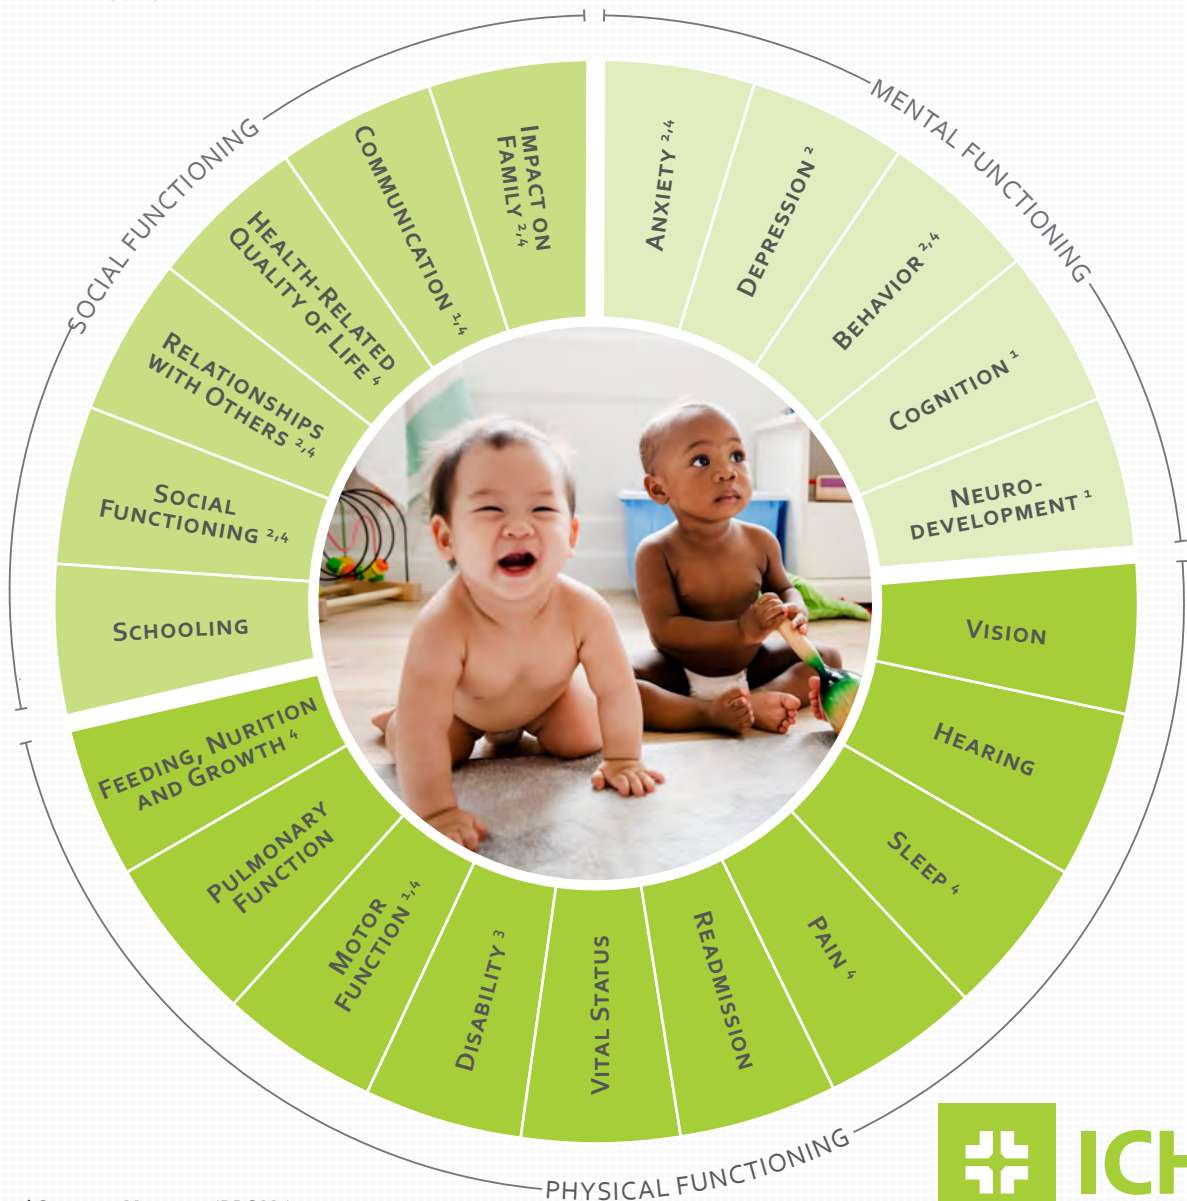 SOCIAL FUNCTIONING
MENTAL FUNCTIONING
IMPACT ON
FAMILY 2,4
COMMUNICATION 1,4
HEALTH-RELATED
QUALITY OF LIFE 4
RELATIONSHIPS
WITH OTHERS 2,4
SOCIAL
FUNCTIONING 2,4
SCHOOLING
ANXIETY 2,4
DEPRESSION 2
BEHAVIOR 2,4
COGNITION 1
NEURO-
DEVELOPMENT 1
VISION
HEARING
SLEEP 4
PAIN 4
READMISSION
VITAL STATUS
DISABILITY 3
MOTOR
FUNCTION 1,4
PULMONARY
FUNCTION
FEEDING, NURITION
AND GROWTH 4
PHYSICAL FUNCTIONING
ICH